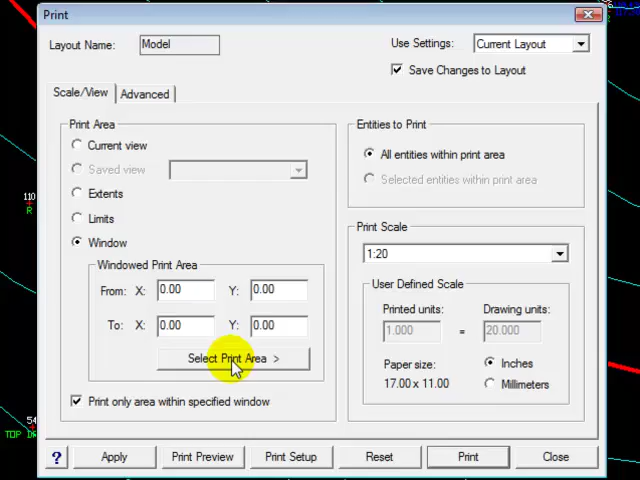 Print
Layout Name: Model
Use Settings: Current Layout
Save Changes to Layout
Scale/View Advanced
Print Area
Current view
Saved view
Extents
Limits
Window
Windowed Print Area
From: X: 0.00 Y: 0.00
To: X: 0.00 Y: 0.00
Select Print Area >
Print only area within specified window
Entities to Print
All entities within print area
Selected entities within print area
Print Scale
1:20
User Defined Scale
Printed units: Drawing units:
1.000 = 20.000
Paper size: Inches
17.00 x 11.00 Millimeters
? Apply Print Preview Print Setup Reset Print Close
110
R
54
TOP